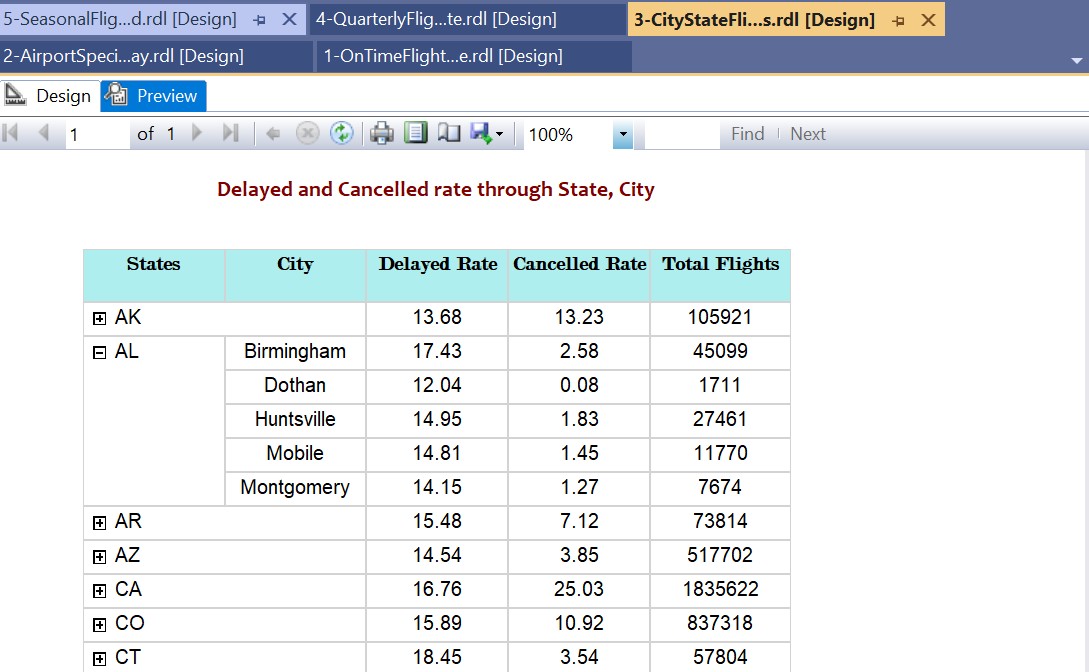 5-SeasonalFlig...d.rdl [Design] 4-QuarterlyFlig...te.rdl [Design] 3-CityStateFli...s.rdl [Design]
2-AirportSpeci...ay.rdl [Design] 1-OnTimeFlight...e.rdl [Design]
Design Preview
1 of 1 100% Find Next
Delayed and Cancelled rate through State, City
States City Delayed Rate Cancelled Rate Total Flights
AK 13.68 13.23 105921
AL Birmingham 17.43 2.58 45099
Dothan 12.04 0.08 1711
Huntsville 14.95 1.83 27461
Mobile 14.81 1.45 11770
Montgomery 14.15 1.27 7674
AR 15.48 7.12 73814
AZ 14.54 3.85 517702
CA 16.76 25.03 1835622
CO 15.89 10.92 837318
CT 18.45 3.54 57804